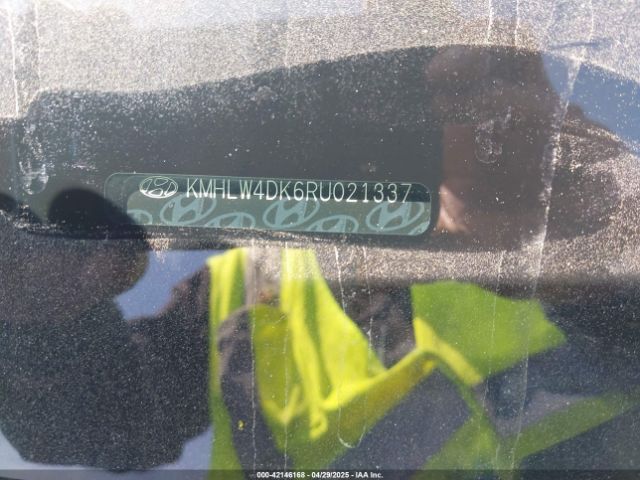 KMHLW4DK6RU021337
000-42146168 | 04/29/2025 | IAA Inc.